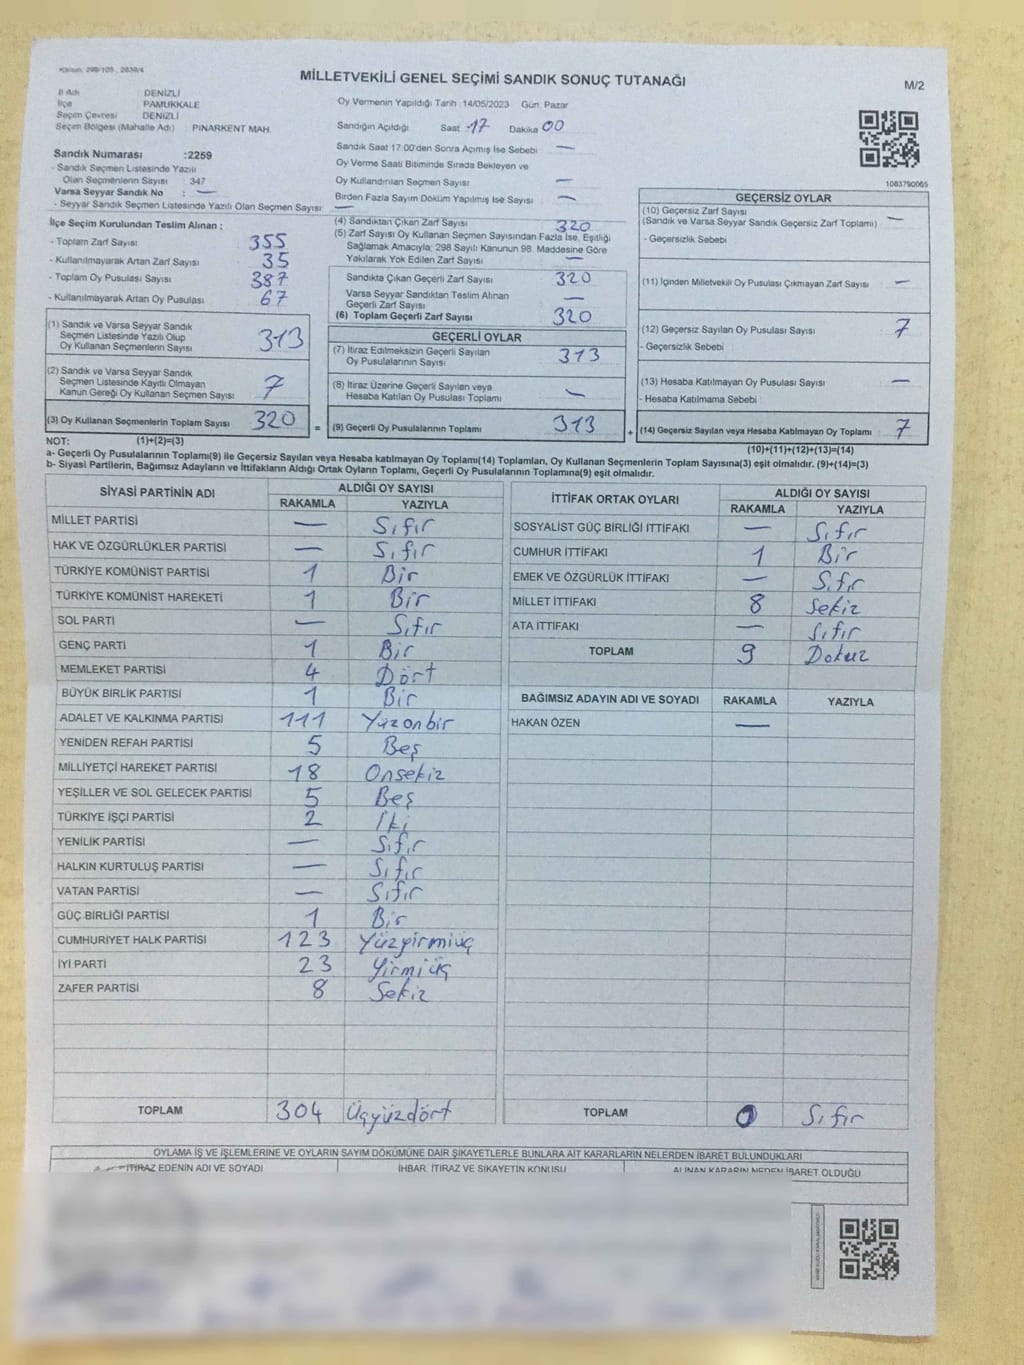 Kanun: 298/105 , 2839/4
MİLLETVEKİLİ GENEL SEÇİMİ SANDIK SONUÇ TUTANAĞI
M/2
İl Adı DENİZLİ
İlçe PAMUKKALE
Seçim Çevresi DENİZLİ
Seçim Bölgesi (Mahalle Adı) PINARKENT MAH.
Oy Vermenin Yapıldığı Tarih :14/05/2023 Gün: Pazar
Sandığın Açıldığı Saat :17 Dakika 00
Sandık Saat 17.00'den Sonra Açımış İse Sebebi : —
Oy Verme Saati Bitiminde Sırada Bekleyen ve
Oy Kullandırılan Seçmen Sayısı —
Birden Fazla Sayım Döküm Yapılmış İse Sayısı —
Sandık Numarası :2259
- Sandık Seçmen Listesinde Yazılı
Olan Seçmenlerin Sayısı : 347
Varsa Seyyar Sandık No : —
- Seyyar Sandık Seçmen Listesinde Yazılı Olan Seçmen Sayısı: —
1083790065
İlçe Seçim Kurulundan Teslim Alınan ;
- Toplam Zarf Sayısı 355
- Kullanılmayarak Artan Zarf Sayısı 35
- Toplam Oy Pusulası Sayısı 387
- Kullanılmayarak Artan Oy Pusulası 67
(1) Sandık ve Varsa Seyyar Sandık
Seçmen Listesinde Yazılı Olup
Oy Kullanan Seçmenlerin Sayısı 313
(2) Sandık ve Varsa Seyyar Sandık
Seçmen Listesinde Kayıtlı Olmayan
Kanun Gereği Oy Kullanan Seçmen Sayısı 7
(3) Oy Kullanan Seçmenlerin Toplam Sayısı 320
(4) Sandıktan Çıkan Zarf Sayısı 320
(5) Zarf Sayısı Oy Kullanan Seçmen Sayısından Fazla İse, Eşitliği
Sağlamak Amacıyla; 298 Sayılı Kanunun 98. Maddesine Göre
Yakılarak Yok Edilen Zarf Sayısı —
Sandıkta Çıkan Geçerli Zarf Sayısı 320
Varsa Seyyar Sandıktan Teslim Alınan
Geçerli Zarf Sayısı —
(6) Toplam Geçerli Zarf Sayısı 320
GEÇERLİ OYLAR
(7) İtiraz Edilmeksizin Geçerli Sayılan
Oy Pusulalarının Sayısı 313
(8) İtiraz Üzerine Geçerli Sayılan veya
Hesaba Katılan Oy Pusulası Toplamı —
= (9) Geçerli Oy Pusulalarının Toplamı 313
GEÇERSİZ OYLAR
(10) Geçersiz Zarf Sayısı
(Sandık ve Varsa Seyyar Sandık Geçersiz Zarf Toplamı) —
- Geçersizlik Sebebi
(11) İçinden Milletvekili Oy Pusulası Çıkmayan Zarf Sayısı —
(12) Geçersiz Sayılan Oy Pusulası Sayısı 7
- Geçersizlik Sebebi :
(13) Hesaba Katılmayan Oy Pusulası Sayısı —
- Hesaba Katılmama Sebebi
+ (14) Geçersiz Sayılan veya Hesaba Katılmayan Oy Toplamı 7
NOT: (1)+(2)=(3) (10)+(11)+(12)+(13)=(14)
a- Geçerli Oy Pusulalarının Toplamı(9) ile Geçersiz Sayılan veya Hesaba katılmayan Oy Toplamı(14) Toplamları, Oy Kullanan Seçmenlerin Toplam Sayısına(3) eşit olmalıdır. (9)+(14)=(3)
b- Siyasi Partilerin, Bağımsız Adayların ve İttifakların Aldığı Ortak Oyların Toplamı, Geçerli Oy Pusulalarının Toplamına(9) eşit olmalıdır.
SİYASİ PARTİNİN ADI ALDIĞI OY SAYISI
RAKAMLA YAZIYLA
MİLLET PARTİSİ — Sıfır
HAK VE ÖZGÜRLÜKLER PARTİSİ — Sıfır
TÜRKİYE KOMÜNİST PARTİSİ 1 Bir
TÜRKİYE KOMÜNİST HAREKETİ 1 Bir
SOL PARTİ — Sıfır
GENÇ PARTİ 1 Bir
MEMLEKET PARTİSİ 4 Dört
BÜYÜK BİRLİK PARTİSİ 1 Bir
ADALET VE KALKINMA PARTİSİ 111 Yüzonbir
YENİDEN REFAH PARTİSİ 5 Beş
MİLLİYETÇİ HAREKET PARTİSİ 18 Onsekiz
YEŞİLLER VE SOL GELECEK PARTİSİ 5 Beş
TÜRKİYE İŞÇİ PARTİSİ 2 İki
YENİLİK PARTİSİ — Sıfır
HALKIN KURTULUŞ PARTİSİ — Sıfır
VATAN PARTİSİ — Sıfır
GÜÇ BİRLİĞİ PARTİSİ 1 Bir
CUMHURİYET HALK PARTİSİ 123 Yüzyirmiüç
İYİ PARTİ 23 Yirmiüç
ZAFER PARTİSİ 8 Sekiz
TOPLAM 304 Üçyüzdört
İTTİFAK ORTAK OYLARI ALDIĞI OY SAYISI
RAKAMLA YAZIYLA
SOSYALİST GÜÇ BİRLİĞİ İTTİFAKI — Sıfır
CUMHUR İTTİFAKI 1 Bir
EMEK VE ÖZGÜRLÜK İTTİFAKI — Sıfır
MİLLET İTTİFAKI 8 Sekiz
ATA İTTİFAKI — Sıfır
TOPLAM 9 Dokuz
BAĞIMSIZ ADAYIN ADI VE SOYADI RAKAMLA YAZIYLA
HAKAN ÖZEN —
TOPLAM 0 Sıfır
OYLAMA İŞ VE İŞLEMLERİNE VE OYLARIN SAYIM DÖKÜMÜNE DAİR ŞİKAYETLERLE BUNLARA AİT KARARLARIN NELERDEN İBARET BULUNDUKLARI
İTİRAZ EDENİN ADI VE SOYADI İHBAR, İTİRAZ VE ŞİKAYETİN KONUSU ALINAN KARARIN NEDEN İBARET OLDUĞU